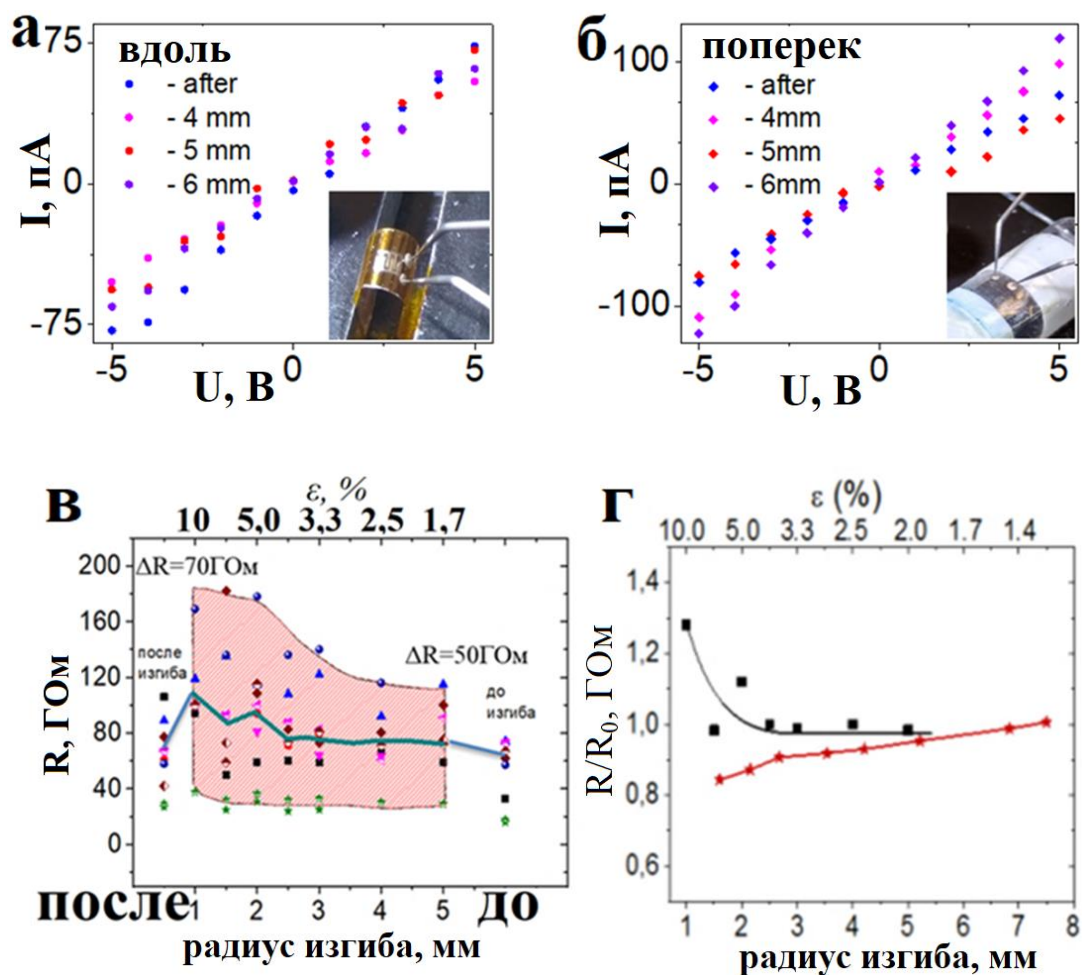 а
вдоль
- after
- 4 mm
- 5 mm
- 6 mm
75
0
-75
I, пА
-5 0 5
U, В
б
поперек
- after
- 4mm
- 5mm
- 6mm
100
0
-100
I, пА
-5 0 5
U, В
в
ε, %
10 5,0 3,3 2,5 1,7
200
160
120
80
40
0
R, ГОм
ΔR=70ГОм
после
изгиба
ΔR=50ГОм
до
изгиба
после 1 2 3 4 5 до
радиус изгиба, мм
г
ε (%)
10.0 5.0 3.3 2.5 2.0 1.7 1.4
1,4
1,2
1,0
0,8
0,6
R/R₀, ГОм
1 2 3 4 5 6 7 8
радиус изгиба, мм